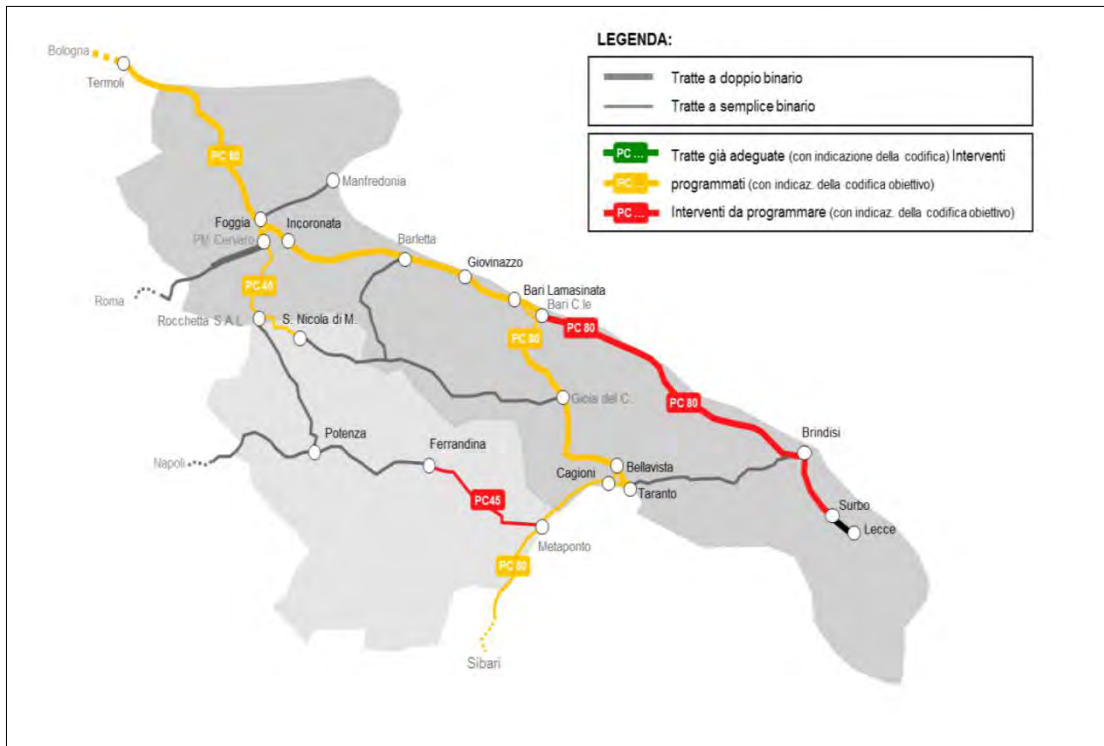 LEGENDA:
Tratte a doppio binario
Tratte a semplice binario
PC ... Tratte già adeguate (con indicazione della codifica) Interventi
PC ... programmati (con indicaz. della codifica obiettivo)
PC ... Interventi da programmare (con indicaz. della codifica obiettivo)
Bologna
Termoli
PC 80
Manfredonia
Foggia
Incoronata
PM Cervaro
Barletta
Giovinazzo
PC 45
Roma
Bari Lamasinata
Bari C.le
Rocchetta S.A.L.
S. Nicola di M.
PC 80
PC 80
Gioia del C.
PC 80
Potenza
Ferrandina
Brindisi
Napoli
Cagioni
Bellavista
Taranto
PC45
Surbo
Lecce
Metaponto
PC 80
Sibari